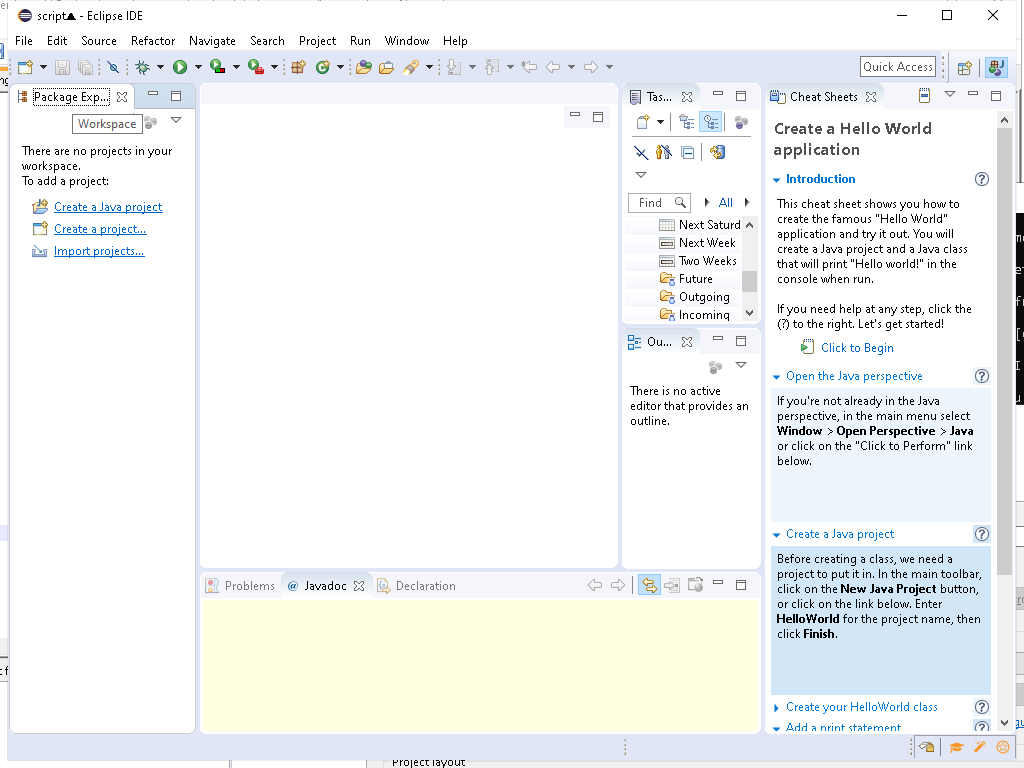 script▲ - Eclipse IDE
File Edit Source Refactor Navigate Search Project Run Window Help
Quick Access
Package Exp...
Workspace
There are no projects in your
workspace.
To add a project:
Create a Java project
Create a project...
Import projects...
Tas...
Find
All
Next Saturd
Next Week
Two Weeks
Future
Outgoing
Incoming
Ou...
There is no active
editor that provides an
outline.
Problems @ Javadoc Declaration
Cheat Sheets
Create a Hello World
application
Introduction
This cheat sheet shows you how to
create the famous "Hello World"
application and try it out. You will
create a Java project and a Java class
that will print "Hello world!" in the
console when run.
If you need help at any step, click the
(?) to the right. Let's get started!
Click to Begin
Open the Java perspective
If you're not already in the Java
perspective, in the main menu select
Window > Open Perspective > Java
or click on the "Click to Perform" link
below.
Create a Java project
Before creating a class, we need a
project to put it in. In the main toolbar,
click on the New Java Project button,
or click on the link below. Enter
HelloWorld for the project name, then
click Finish.
Create your HelloWorld class
Add a print statement
Project layout